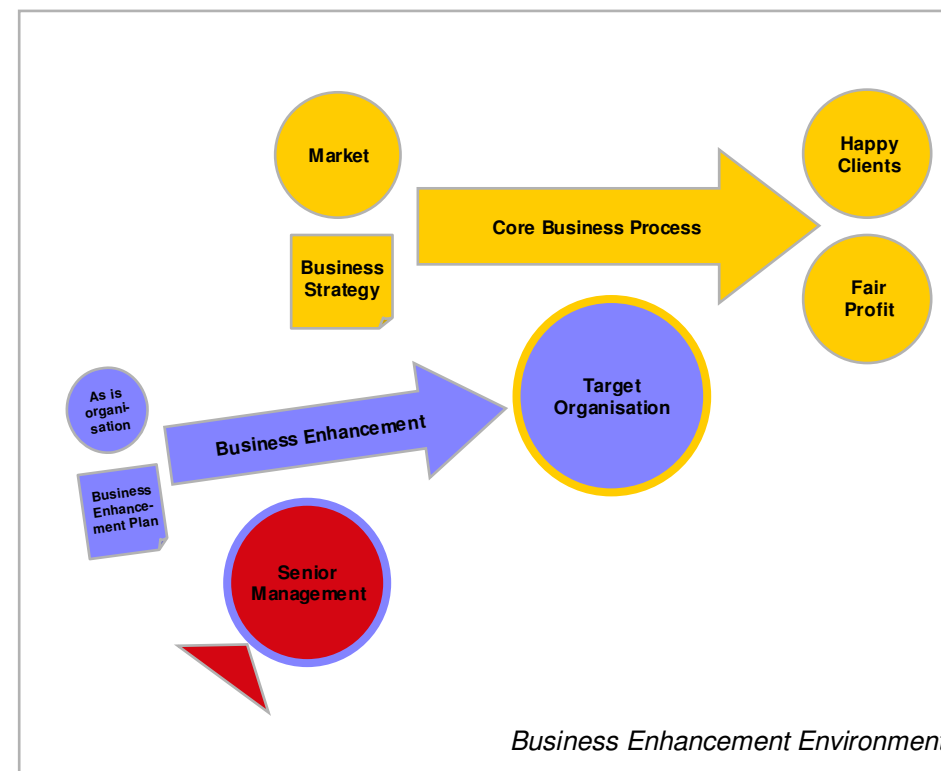 Market
Happy
Clients
Core Business Process
Business
Strategy
Fair
Profit
As is
organi-
sation
Business Enhancement
Target
Organisation
Business
Enhance-
ment Plan
Senior
Management
Business Enhancement Environment